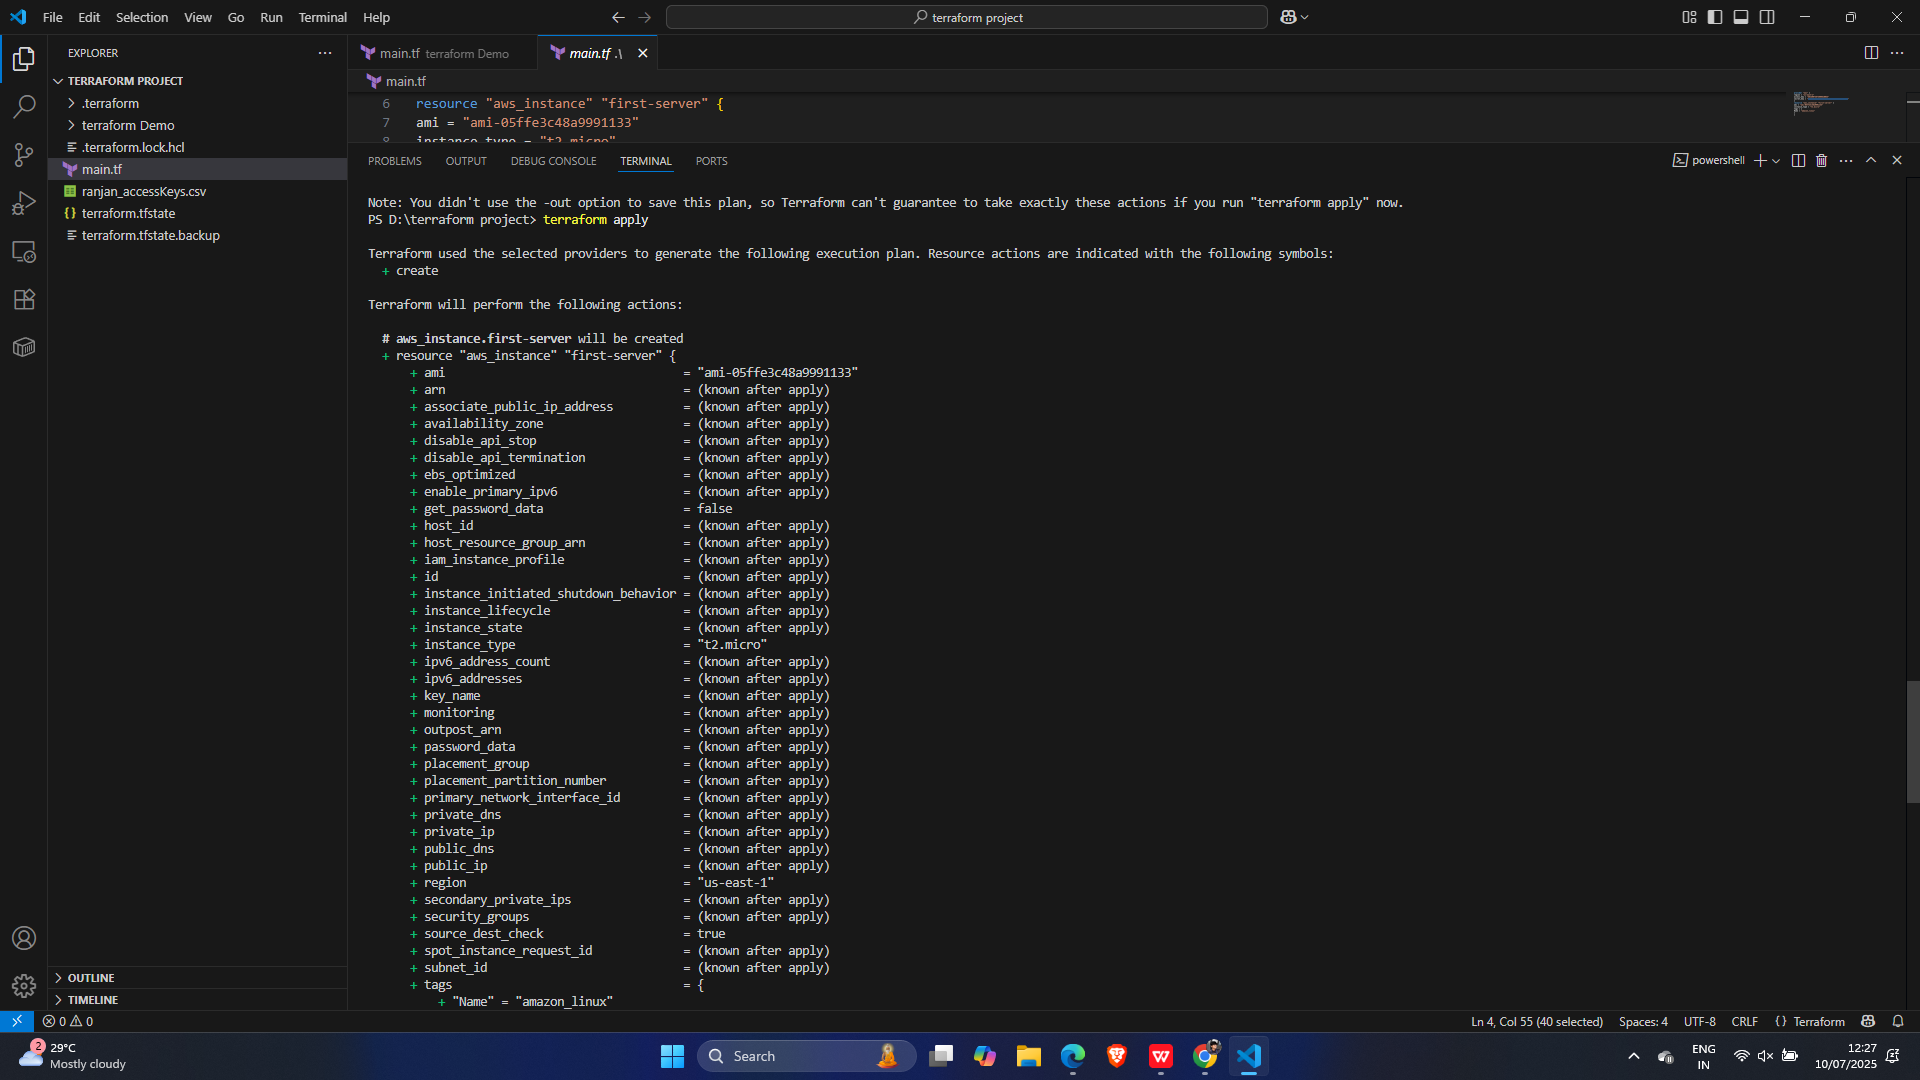 File Edit Selection View Go Run Terminal Help
terraform project
EXPLORER
TERRAFORM PROJECT
.terraform
terraform Demo
.terraform.lock.hcl
main.tf
ranjan_accessKeys.csv
terraform.tfstate
terraform.tfstate.backup
OUTLINE
TIMELINE
main.tf terraform Demo
main.tf .\
main.tf
6 resource "aws_instance" "first-server" {
7 ami = "ami-05ffe3c48a9991133"
8 instance_type = "t2.micro"
PROBLEMS OUTPUT DEBUG CONSOLE TERMINAL PORTS
powershell
Note: You didn't use the -out option to save this plan, so Terraform can't guarantee to take exactly these actions if you run "terraform apply" now.
PS D:\terraform project> terraform apply
Terraform used the selected providers to generate the following execution plan. Resource actions are indicated with the following symbols:
+ create
Terraform will perform the following actions:
# aws_instance.first-server will be created
+ resource "aws_instance" "first-server" {
+ ami = "ami-05ffe3c48a9991133"
+ arn = (known after apply)
+ associate_public_ip_address = (known after apply)
+ availability_zone = (known after apply)
+ disable_api_stop = (known after apply)
+ disable_api_termination = (known after apply)
+ ebs_optimized = (known after apply)
+ enable_primary_ipv6 = (known after apply)
+ get_password_data = false
+ host_id = (known after apply)
+ host_resource_group_arn = (known after apply)
+ iam_instance_profile = (known after apply)
+ id = (known after apply)
+ instance_initiated_shutdown_behavior = (known after apply)
+ instance_lifecycle = (known after apply)
+ instance_state = (known after apply)
+ instance_type = "t2.micro"
+ ipv6_address_count = (known after apply)
+ ipv6_addresses = (known after apply)
+ key_name = (known after apply)
+ monitoring = (known after apply)
+ outpost_arn = (known after apply)
+ password_data = (known after apply)
+ placement_group = (known after apply)
+ placement_partition_number = (known after apply)
+ primary_network_interface_id = (known after apply)
+ private_dns = (known after apply)
+ private_ip = (known after apply)
+ public_dns = (known after apply)
+ public_ip = (known after apply)
+ region = "us-east-1"
+ secondary_private_ips = (known after apply)
+ security_groups = (known after apply)
+ source_dest_check = true
+ spot_instance_request_id = (known after apply)
+ subnet_id = (known after apply)
+ tags = {
+ "Name" = "amazon_linux"
0 0
Ln 4, Col 55 (40 selected) Spaces: 4 UTF-8 CRLF {} Terraform
2
29°C
Mostly cloudy
Search
ENG
IN
12:27
10/07/2025